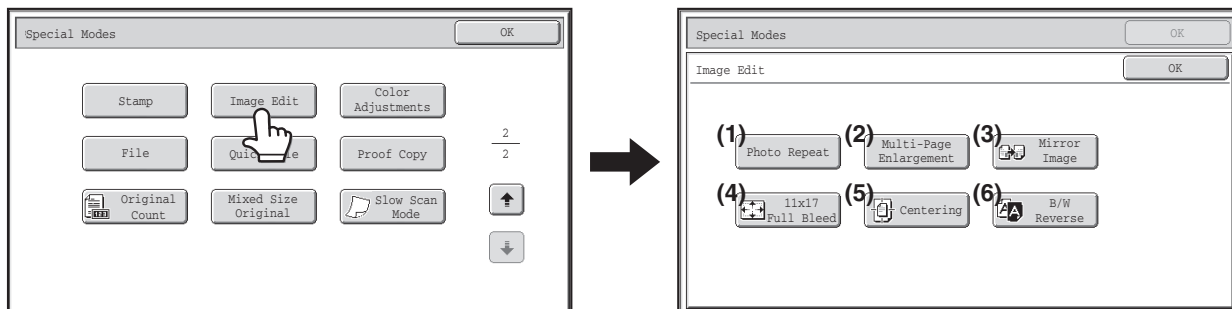 Special Modes
OK
Stamp
Image Edit
Color
Adjustments
File
Proof Copy
2
2
Original
Count
Mixed Size
Original
Slow Scan
Mode
Special Modes
OK
Image Edit
OK
(1)
Photo Repeat
(2)
Multi-Page
Enlargement
(3)
Mirror
Image
(4)
11x17
Full Bleed
(5)
Centering
(6)
B/W
Reverse